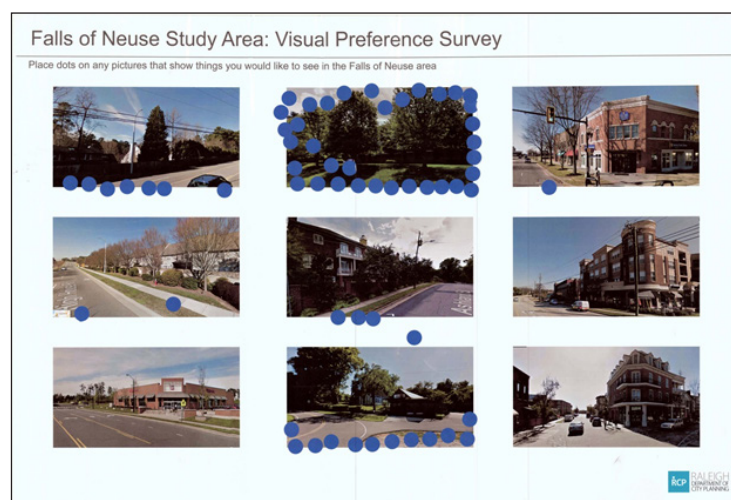 Falls of Neuse Study Area: Visual Preference Survey
Place dots on any pictures that show things you would like to see in the Falls of Neuse area
RCP
RALEIGH
DEPARTMENT OF
CITY PLANNING